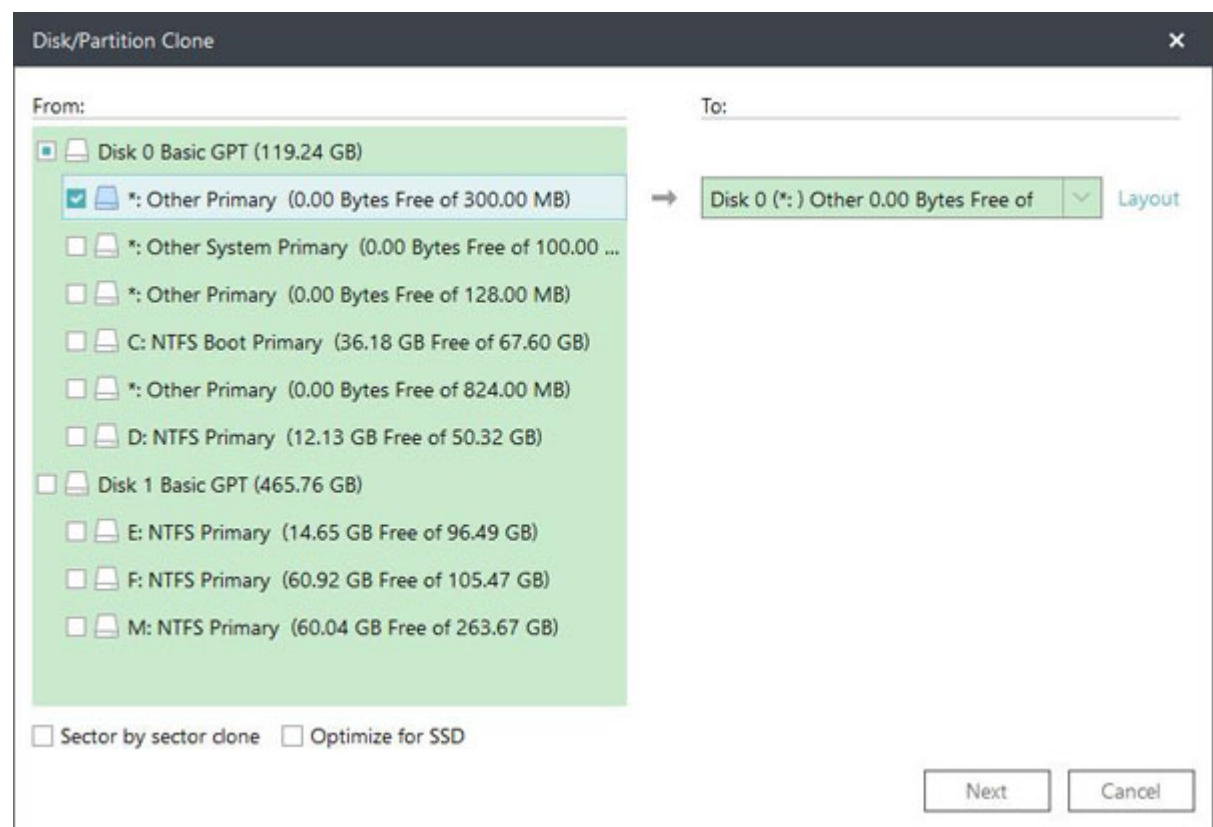 Disk/Partition Clone
From:
To:
Disk 0 Basic GPT (119.24 GB)
*: Other Primary (0.00 Bytes Free of 300.00 MB)
Disk 0 (*: ) Other 0.00 Bytes Free of
Layout
*: Other System Primary (0.00 Bytes Free of 100.00 ...
*: Other Primary (0.00 Bytes Free of 128.00 MB)
C: NTFS Boot Primary (36.18 GB Free of 67.60 GB)
*: Other Primary (0.00 Bytes Free of 824.00 MB)
D: NTFS Primary (12.13 GB Free of 50.32 GB)
Disk 1 Basic GPT (465.76 GB)
E: NTFS Primary (14.65 GB Free of 96.49 GB)
F: NTFS Primary (60.92 GB Free of 105.47 GB)
M: NTFS Primary (60.04 GB Free of 263.67 GB)
Sector by sector clone
Optimize for SSD
Next
Cancel